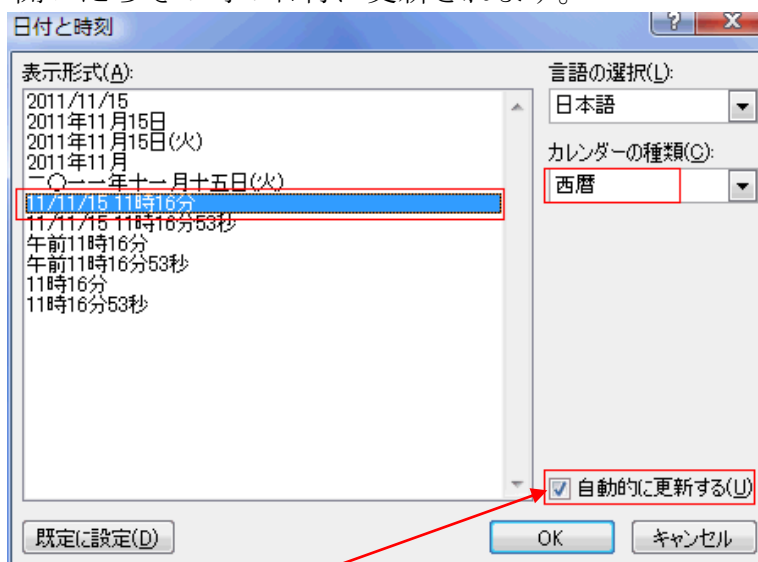 日付と時刻
表示形式(A):
2011/11/15
2011年11月15日
2011年11月15日(火)
2011年11月
二〇一一年十一月十五日(火)
11/11/15 11時16分
11/11/15 11時16分53秒
午前11時16分
午前11時16分53秒
11時16分
11時16分53秒
言語の選択(L):
日本語
カレンダーの種類(C):
西暦
自動的に更新する(U)
既定に設定(D)
OK
キャンセル